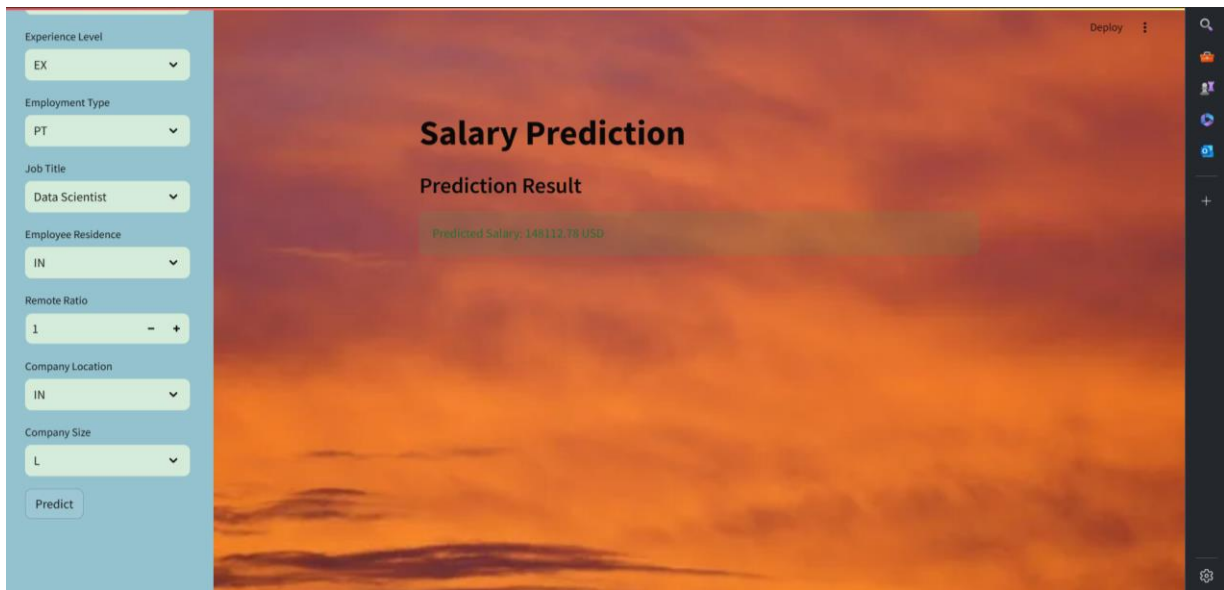 Experience Level
EX
Employment Type
PT
Job Title
Data Scientist
Employee Residence
IN
Remote Ratio
1
Company Location
IN
Company Size
L
Predict
Deploy
Salary Prediction
Prediction Result
Predicted Salary: 148112.78 USD